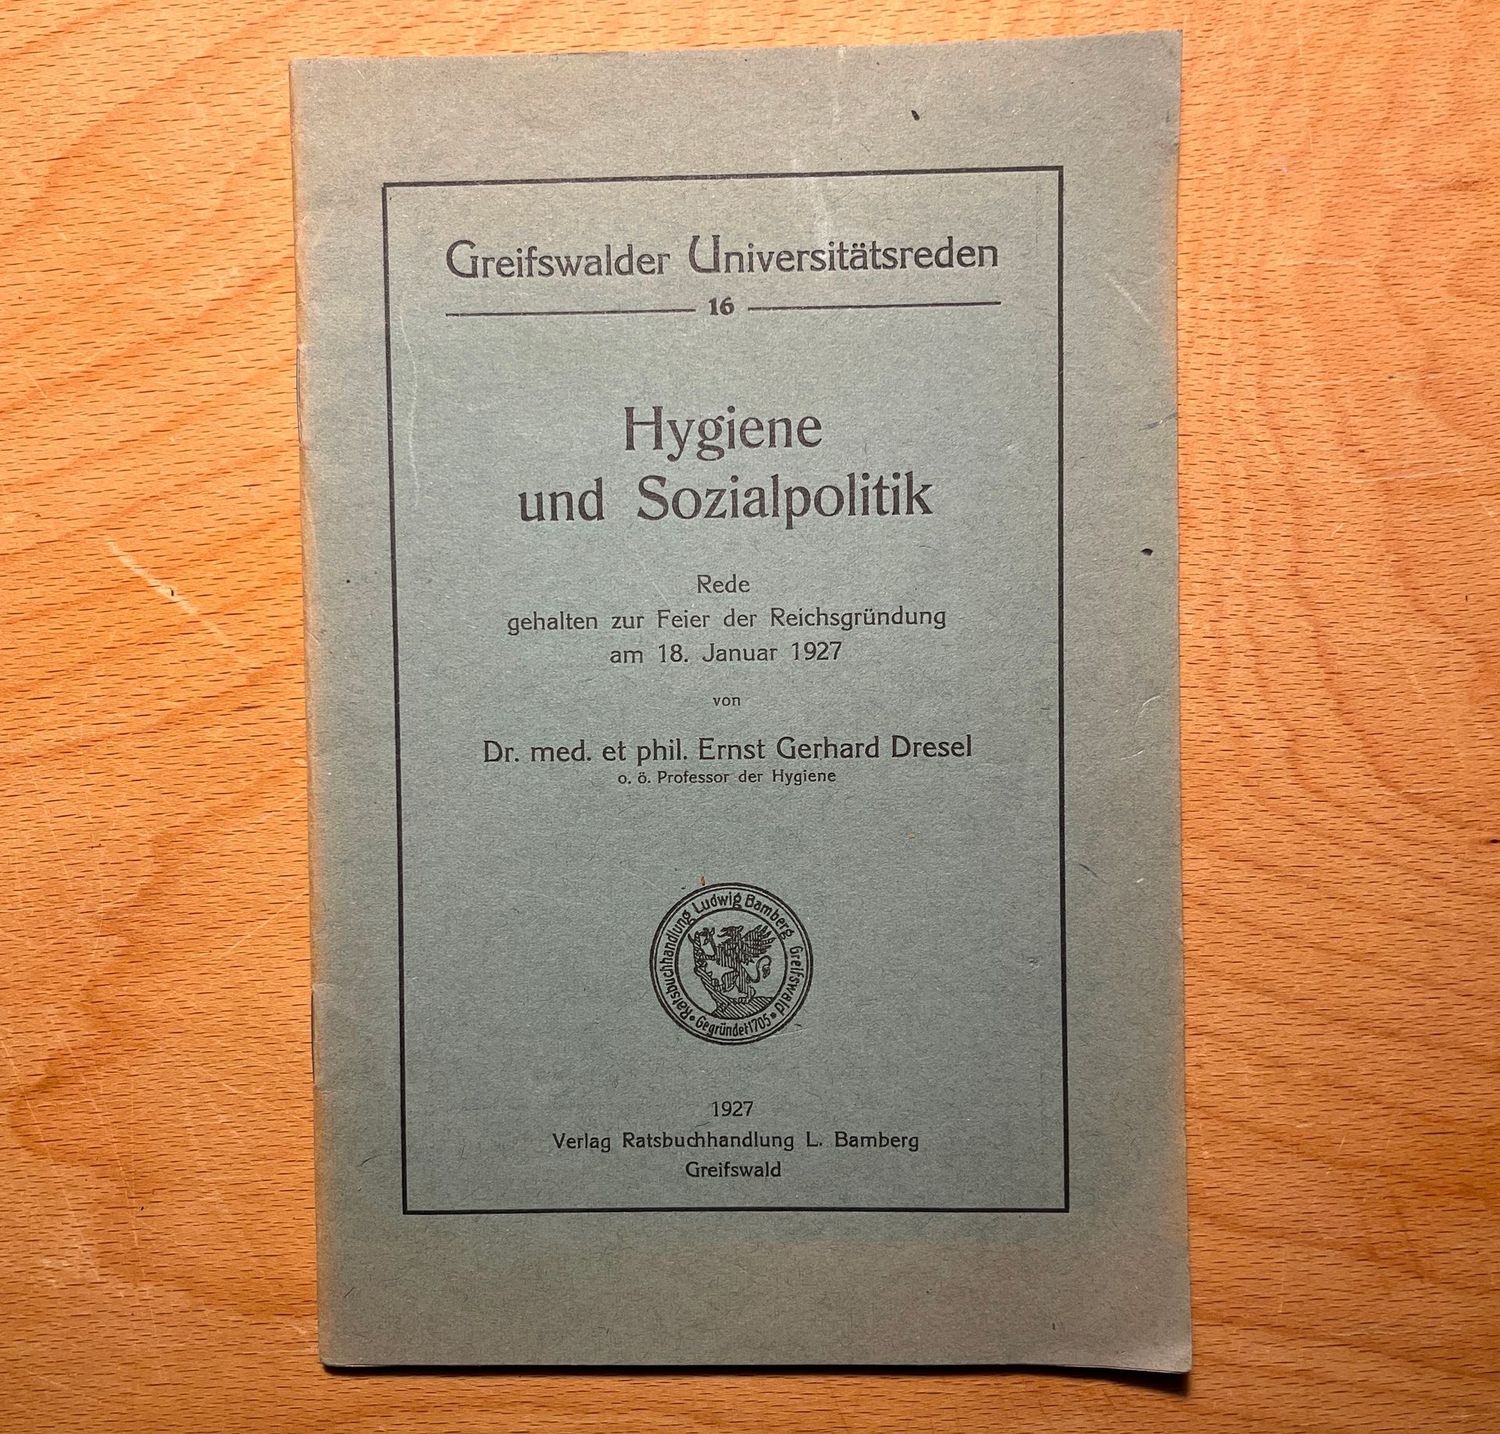 Greifswalder Universitätsreden
16
Hygiene
und Sozialpolitik
Rede
gehalten zur Feier der Reichsgründung
am 18. Januar 1927
von
Dr. med. et phil. Ernst Gerhard Dresel
o. ö. Professor der Hygiene
Ratsbuchhandlung Ludwig Bamberg Greifswald
Gegründet 1705
1927
Verlag Ratsbuchhandlung L. Bamberg
Greifswald